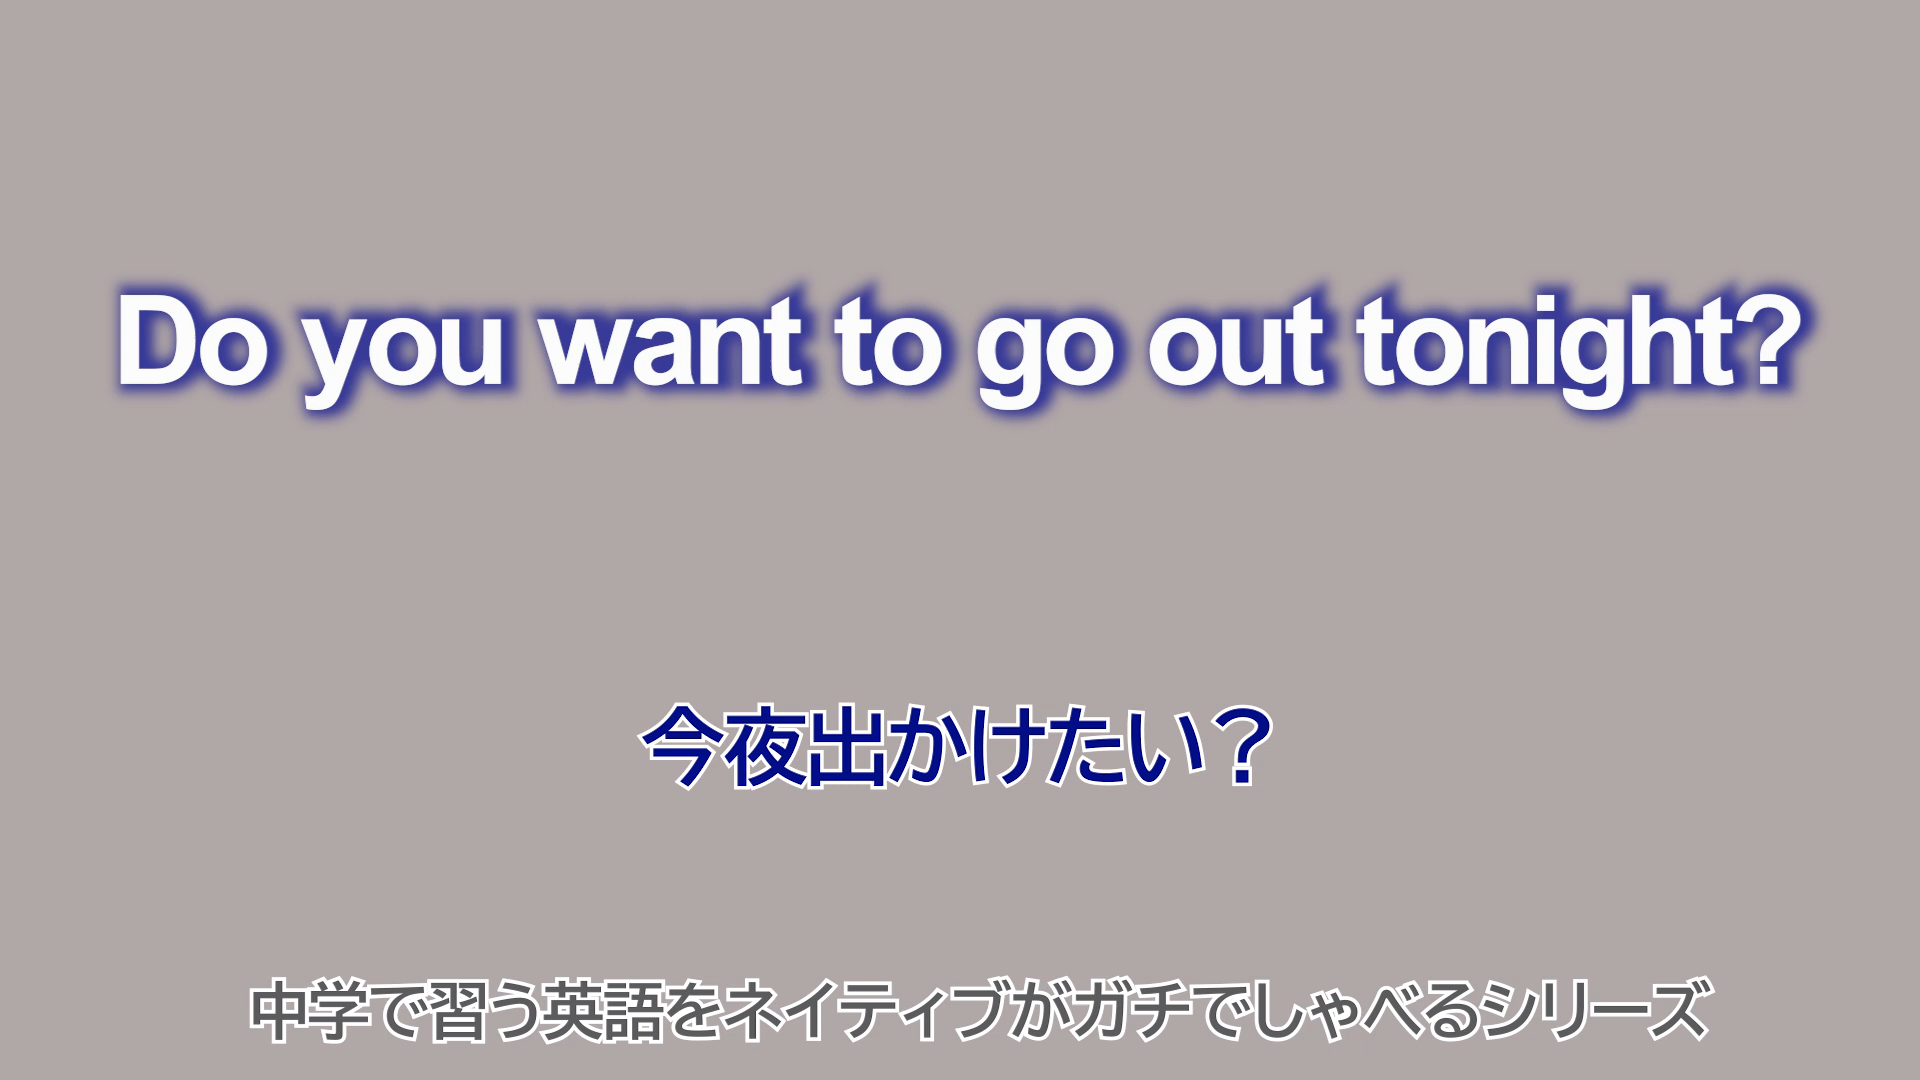 Do you want to go out tonight?
今夜出かけたい？
中学で習う英語をネイティブがガチでしゃべるシリーズ